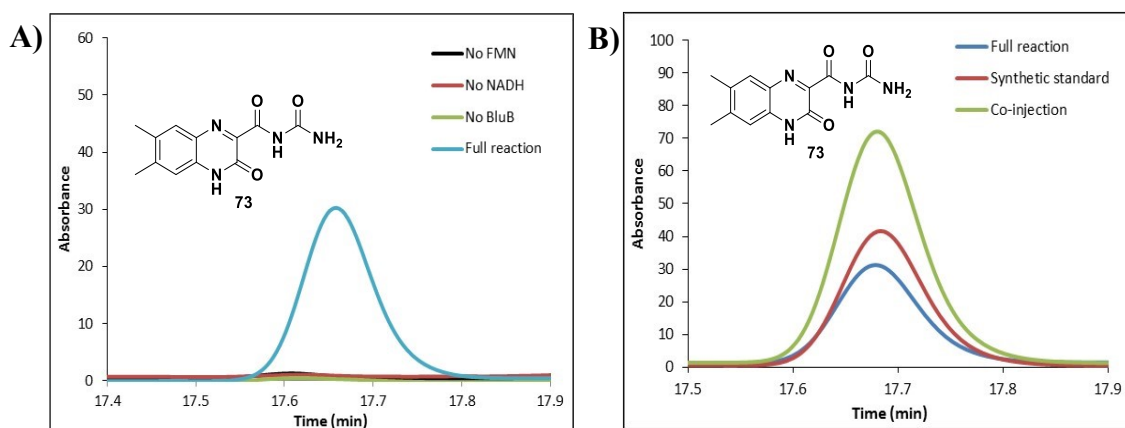 A)
60
50
40
30
20
10
0
Absorbance
17.4 17.5 17.6 17.7 17.8 17.9
Time (min)
No FMN
No NADH
No BluB
Full reaction
O O
N
N NH2
H
N O
H
73
B)
100
90
80
70
60
50
40
30
20
10
0
Absorbance
17.5 17.6 17.7 17.8 17.9
Time (min)
Full reaction
Synthetic standard
Co-injection
O O
N
N NH2
H
N O
H
73